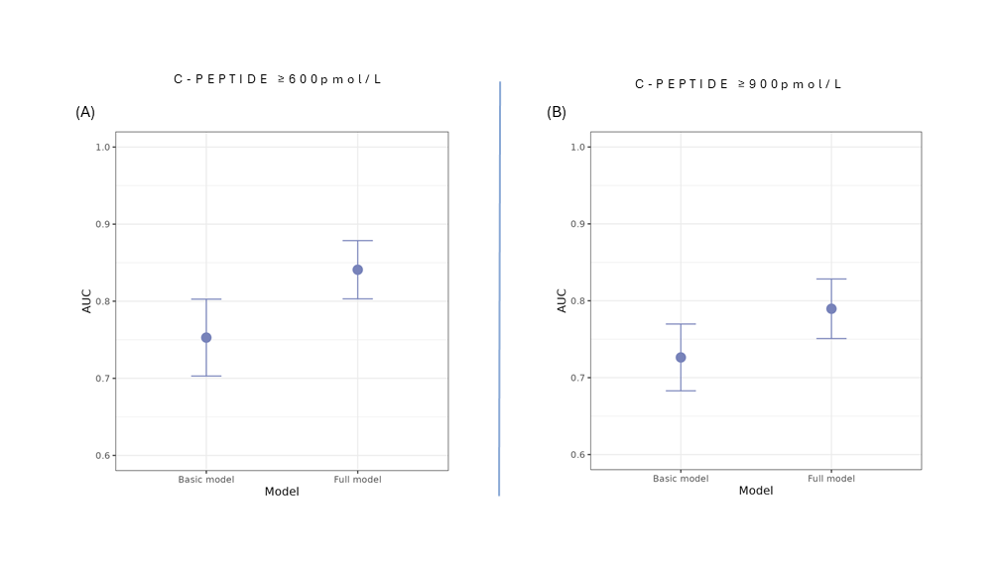 C-PEPTIDE ≥600pmol/L
(A)
1.0
0.9
0.8
0.7
0.6
AUC
Basic model
Full model
Model
C-PEPTIDE ≥900pmol/L
(B)
1.0
0.9
0.8
0.7
0.6
AUC
Basic model
Full model
Model